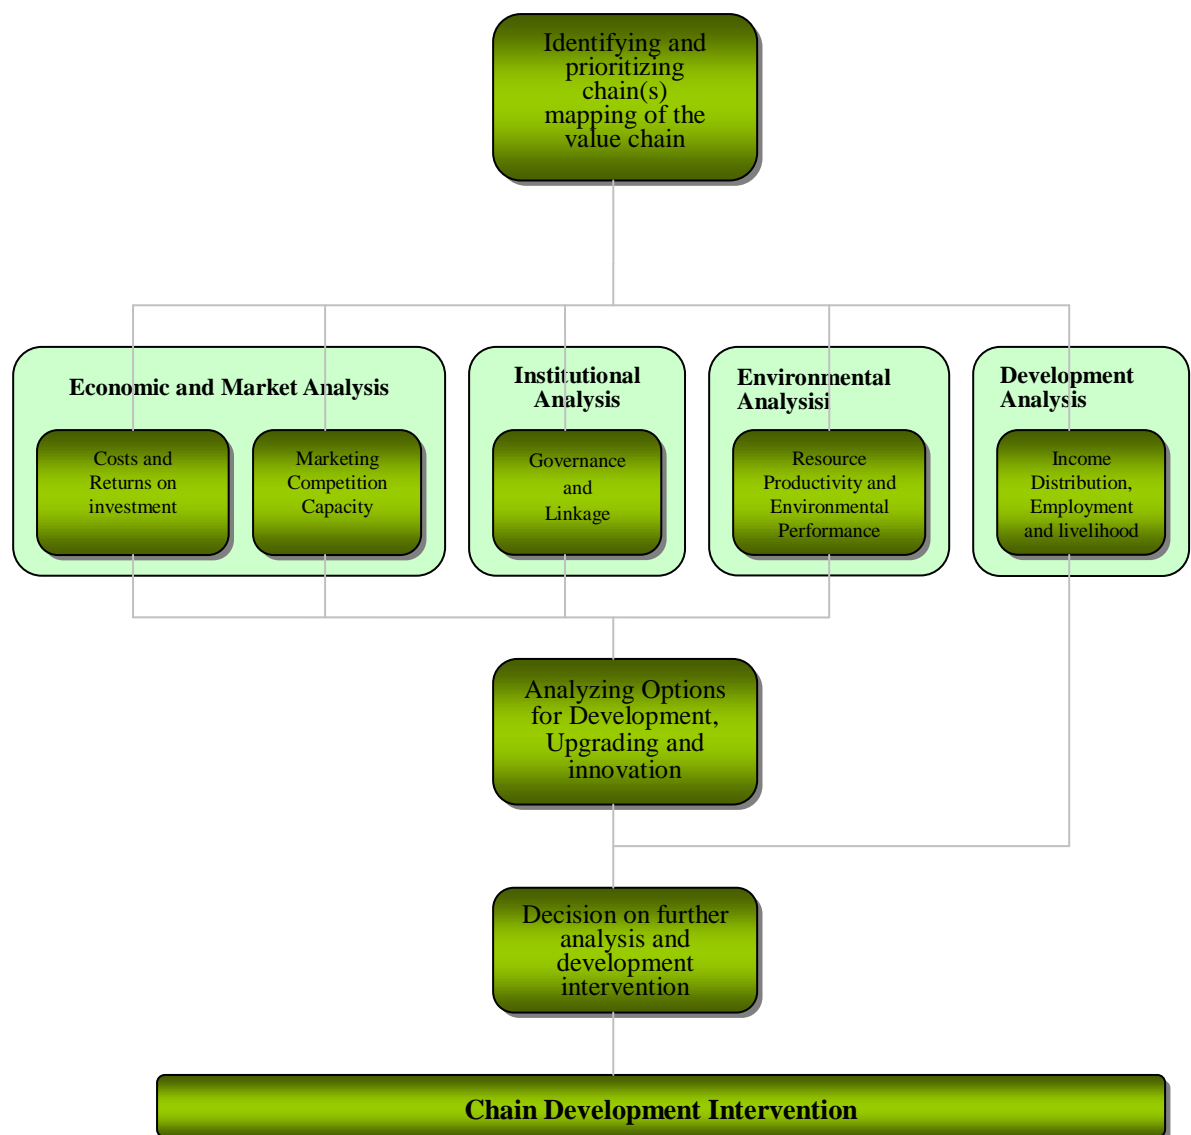 Identifying and
prioritizing
chain(s)
mapping of the
value chain
Economic and Market Analysis
Costs and
Returns on
investment
Marketing
Competition
Capacity
Institutional
Analysis
Governance
and
Linkage
Environmental
Analysisi
Resource
Productivity and
Environmental
Performance
Development
Analysis
Income
Distribution,
Employment
and livelihood
Analyzing Options
for Development,
Upgrading and
innovation
Decision on further
analysis and
development
intervention
Chain Development Intervention